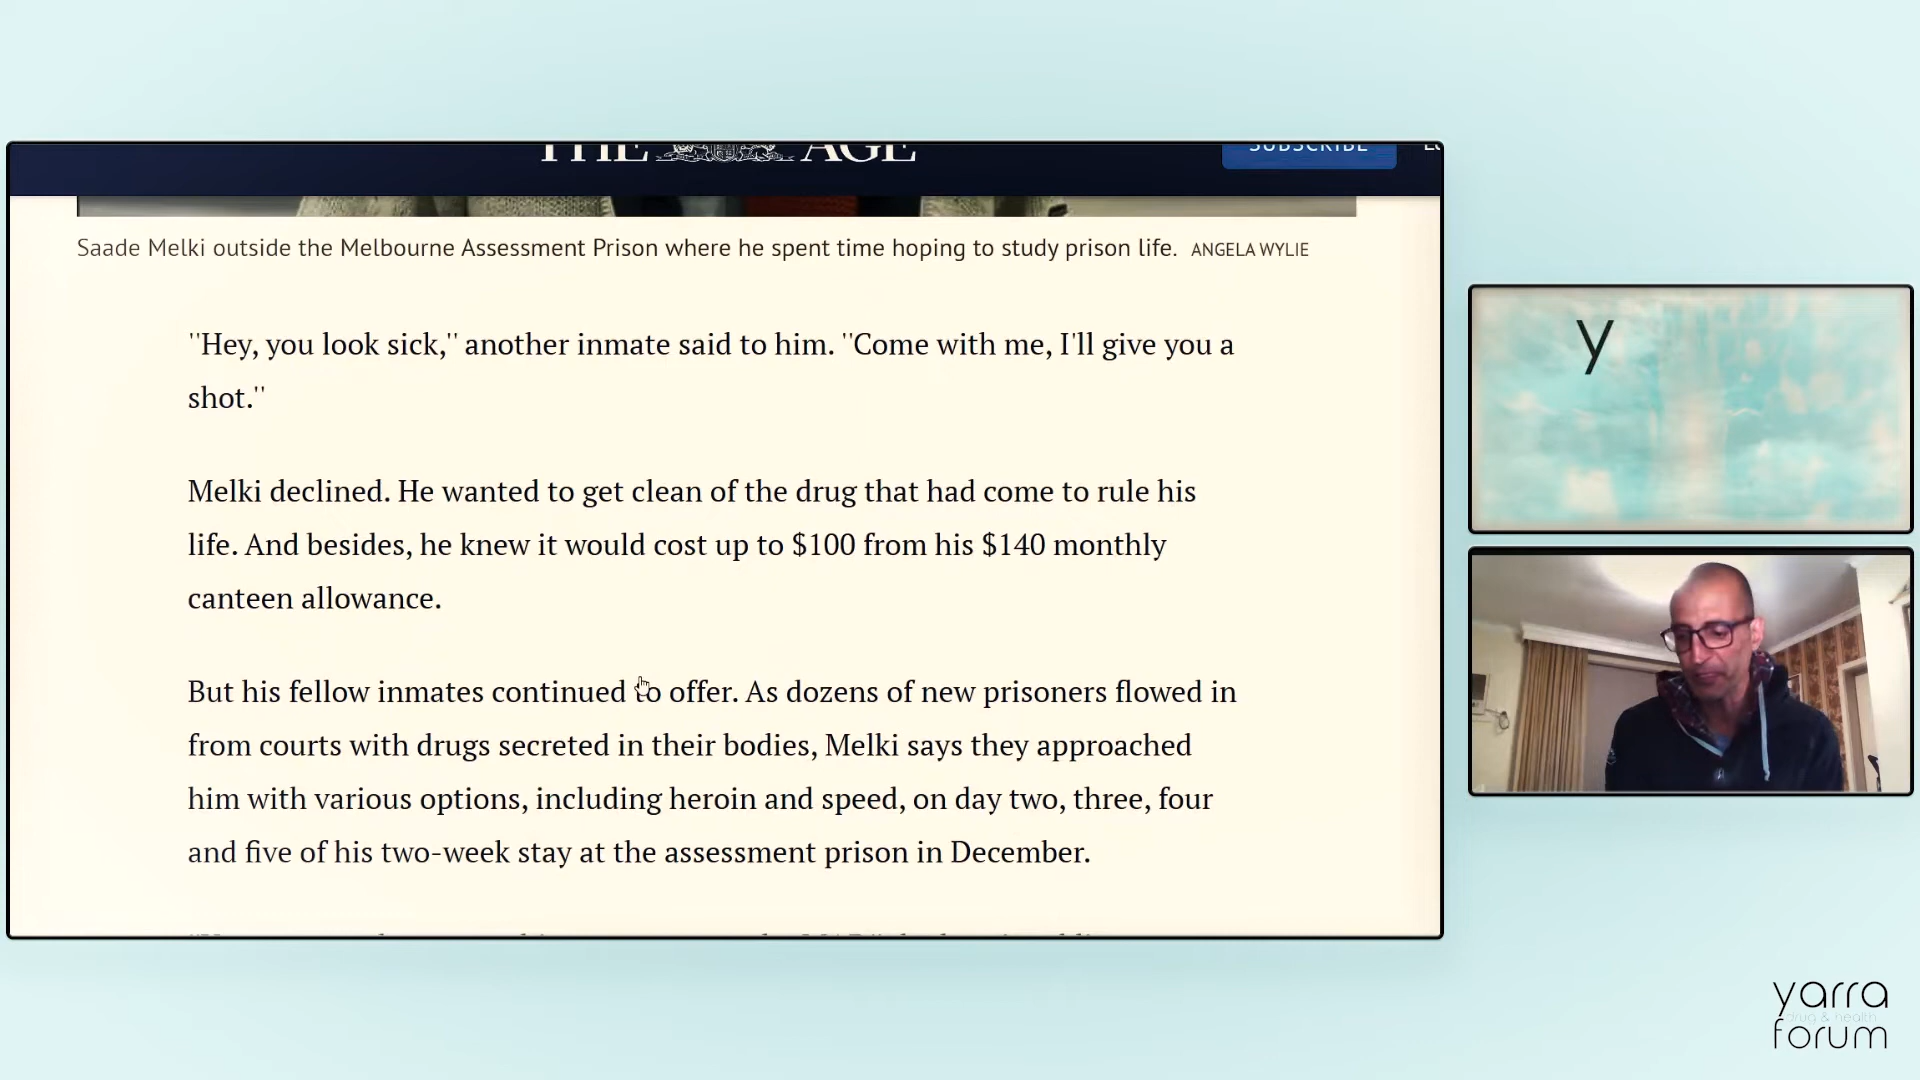 THE AGE
SUBSCRIBE
Saade Melki outside the Melbourne Assessment Prison where he spent time hoping to study prison life. ANGELA WYLIE
''Hey, you look sick,'' another inmate said to him. ''Come with me, I'll give you a
shot.''
Melki declined. He wanted to get clean of the drug that had come to rule his
life. And besides, he knew it would cost up to $100 from his $140 monthly
canteen allowance.
But his fellow inmates continued to offer. As dozens of new prisoners flowed in
from courts with drugs secreted in their bodies, Melki says they approached
him with various options, including heroin and speed, on day two, three, four
and five of his two-week stay at the assessment prison in December.
y
yarra
drug & health
forum